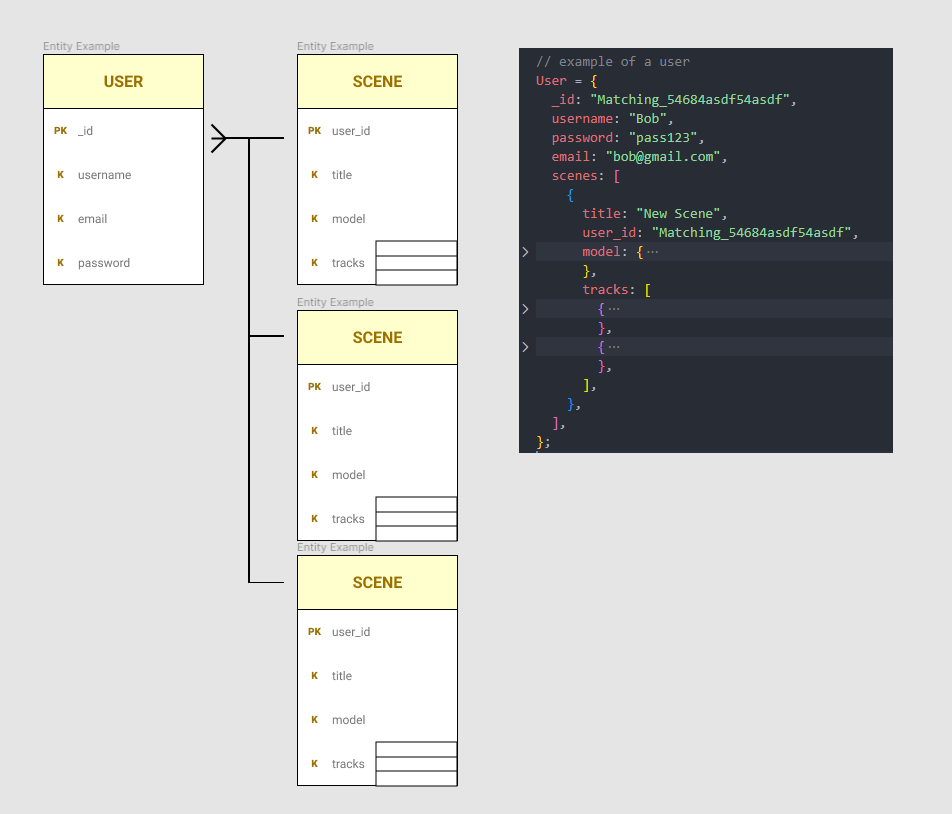 Entity Example
USER
PK _id
K username
K email
K password
Entity Example
SCENE
PK user_id
K title
K model
K tracks
Entity Example
SCENE
PK user_id
K title
K model
K tracks
Entity Example
SCENE
PK user_id
K title
K model
K tracks
// example of a user
User = {
_id: "Matching_54684asdf54asdf",
username: "Bob",
password: "pass123",
email: "bob@gmail.com",
scenes: [
{
title: "New Scene",
user_id: "Matching_54684asdf54asdf",
model: { ⋯
},
tracks: [
{ ⋯
},
{ ⋯
},
],
},
],
};